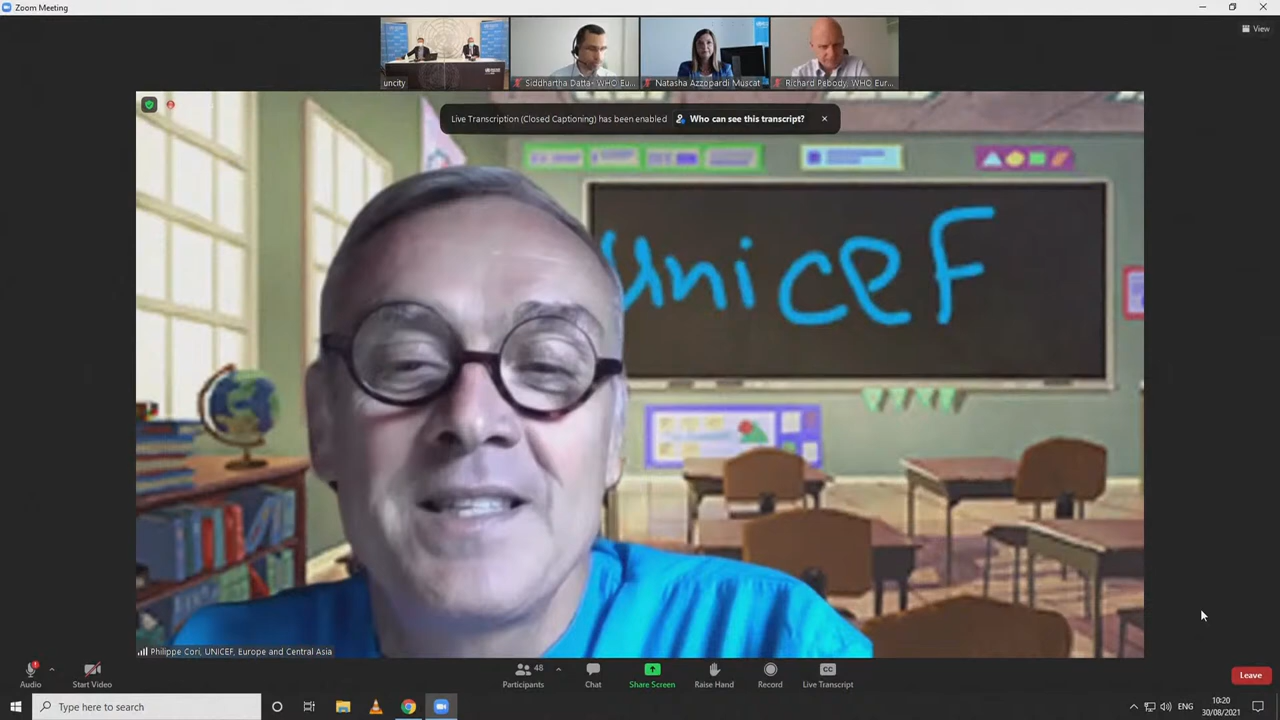 Zoom Meeting
View
uncity
Siddhartha Datta- WHO Eu...
Natasha Azzopardi Muscat
Richard Pebody, WHO Eur...
Live Transcription (Closed Captioning) has been enabled
Who can see this transcript?
unicef
Philippe Cori, UNICEF, Europe and Central Asia
Audio
Start Video
Participants
48
Chat
Share Screen
Raise Hand
Record
CC
Live Transcript
Leave
Type here to search
ENG
10:20
30/08/2021